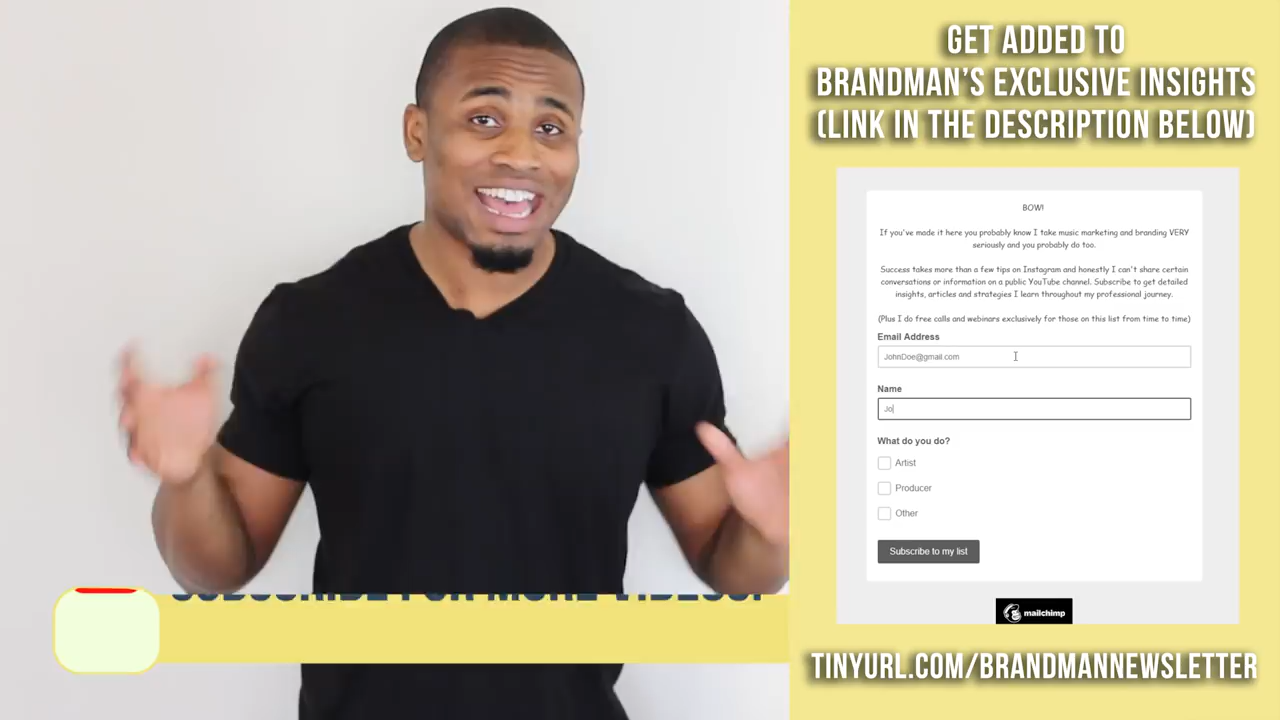 GET ADDED TO
BRANDMAN'S EXCLUSIVE INSIGHTS
(LINK IN THE DESCRIPTION BELOW)
BOW!
If you've made it here you probably know I take music marketing and branding VERY
seriously and you probably do too.
Success takes more than a few tips on Instagram and honestly I can't share certain
conversations or information on a public YouTube channel. Subscribe to get detailed
insights, articles and strategies I learn throughout my professional journey.
(Plus I do free calls and webinars exclusively for those on this list from time to time)
Email Address
JohnDoe@gmail.com
Name
Jo
What do you do?
Artist
Producer
Other
Subscribe to my list
mailchimp
SUBSCRIBE FOR MORE VIDEOS!
TINYURL.COM/BRANDMANNEWSLETTER